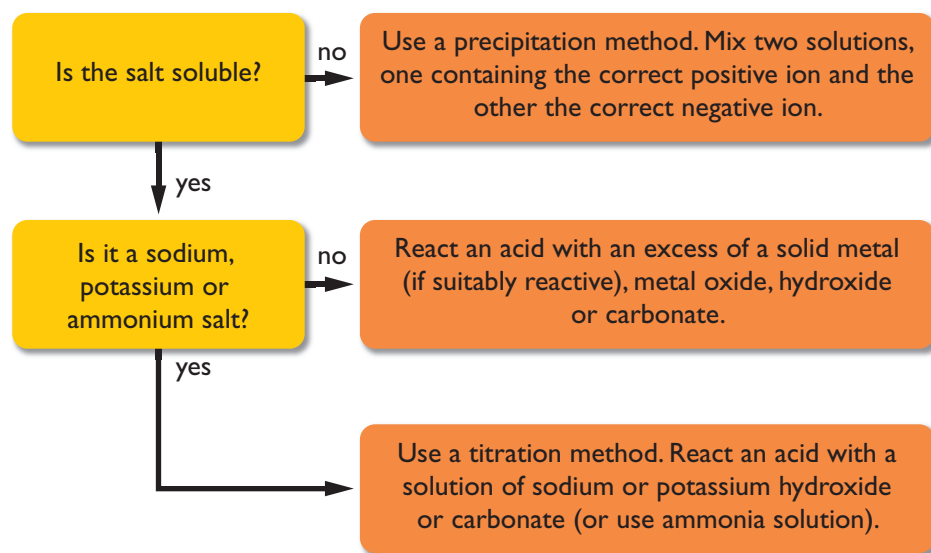 Is the salt soluble?
no
Use a precipitation method. Mix two solutions,
one containing the correct positive ion and the
other the correct negative ion.
yes
Is it a sodium,
potassium or
ammonium salt?
no
React an acid with an excess of a solid metal
(if suitably reactive), metal oxide, hydroxide
or carbonate.
yes
Use a titration method. React an acid with a
solution of sodium or potassium hydroxide
or carbonate (or use ammonia solution).